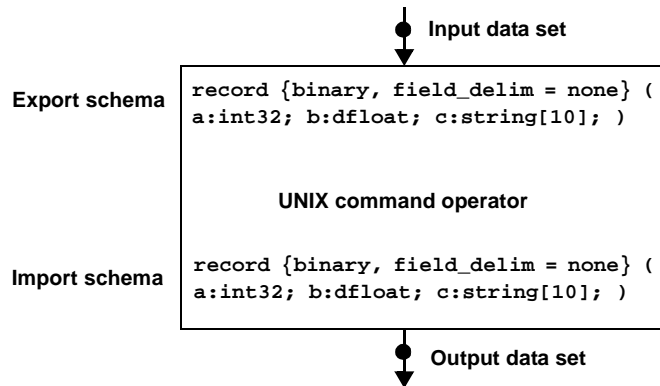 Input data set
Export schema
record {binary, field_delim = none} (
a:int32; b:dfloat; c:string[10]; )
UNIX command operator
Import schema
record {binary, field_delim = none} (
a:int32; b:dfloat; c:string[10]; )
Output data set